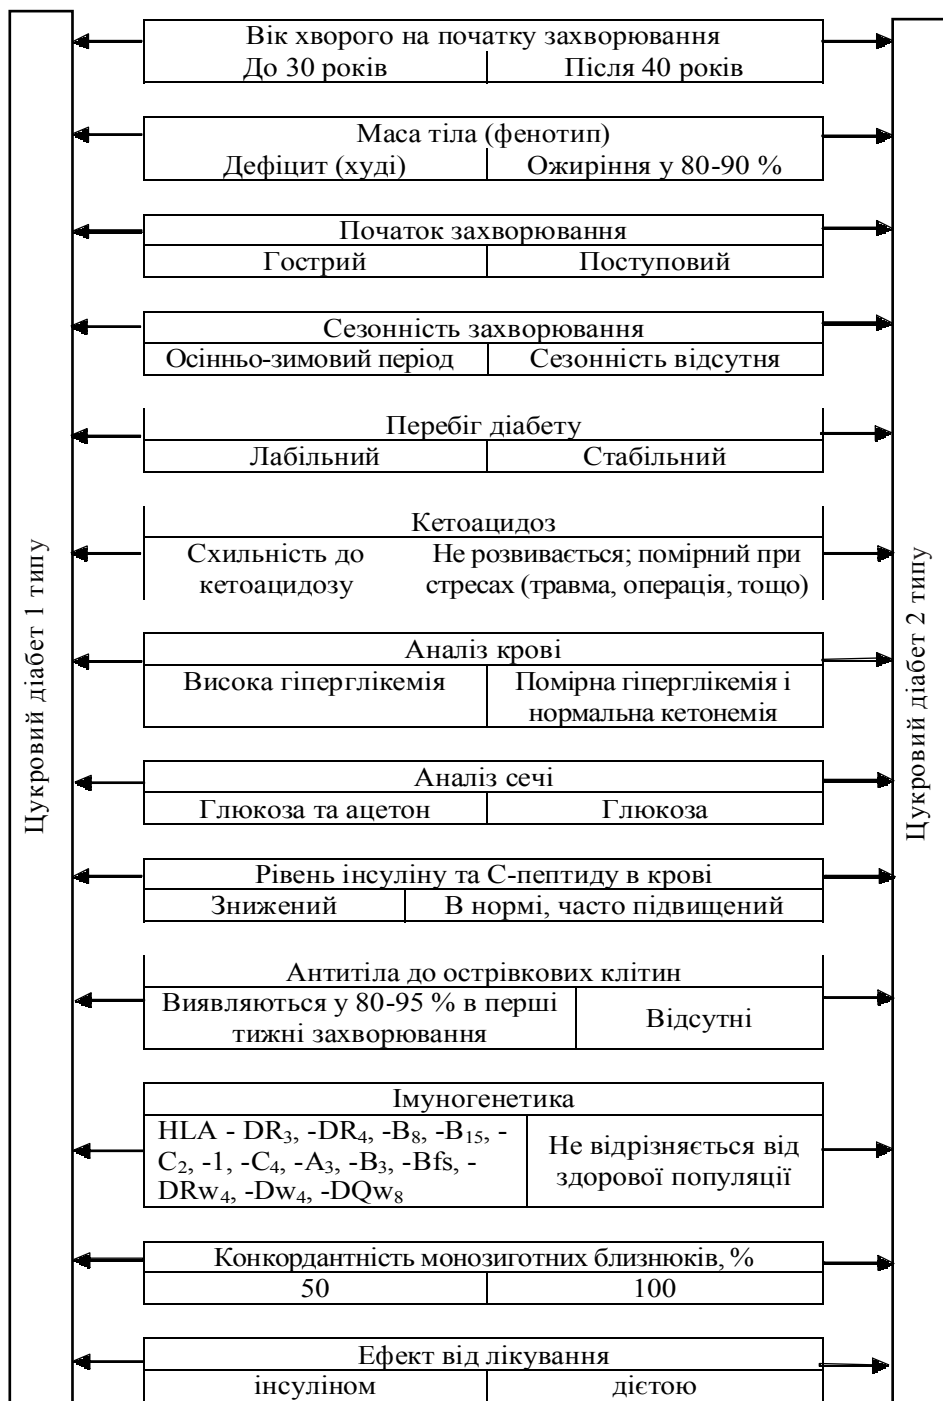 Цукровий діабет 1 типу
Вік хворого на початку захворювання
До 30 років Після 40 років
Маса тіла (фенотип)
Дефіцит (худі) Ожиріння у 80-90 %
Початок захворювання
Гострий Поступовий
Сезонність захворювання
Осінньо-зимовий період Сезонність відсутня
Перебіг діабету
Лабільний Стабільний
Кетоацидоз
Схильність до Не розвивається; помірний при
кетоацидозу стресах (травма, операція, тощо)
Аналіз крові
Висока гіперглікемія Помірна гіперглікемія і
нормальна кетонемія
Аналіз сечі
Глюкоза та ацетон Глюкоза
Рівень інсуліну та С-пептиду в крові
Знижений В нормі, часто підвищений
Антитіла до острівкових клітин
Виявляються у 80-95 % в перші
тижні захворювання
Відсутні
Імуногенетика
HLA - DR₃, -DR₄, -B₈, -B₁₅, -
C₂, -1, -C₄, -A₃, -B₃, -Bfs, -
DRw₄, -Dw₄, -DQw₈
Не відрізняється від
здорової популяції
Конкордантність монозиготних близнюків, %
50 100
Ефект від лікування
інсуліном дієтою
Цукровий діабет 2 типу